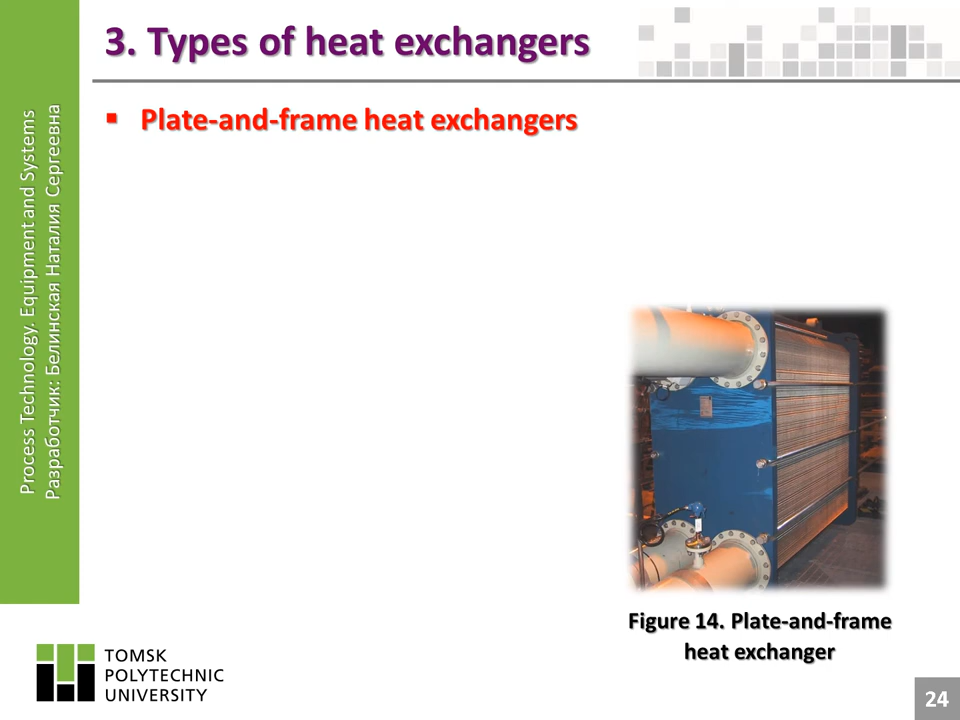 3. Types of heat exchangers
Process Technology. Equipment and Systems
Разработчик: Белинская Наталия Сергеевна
▪ Plate-and-frame heat exchangers
Figure 14. Plate-and-frame
heat exchanger
TOMSK
POLYTECHNIC
UNIVERSITY
24